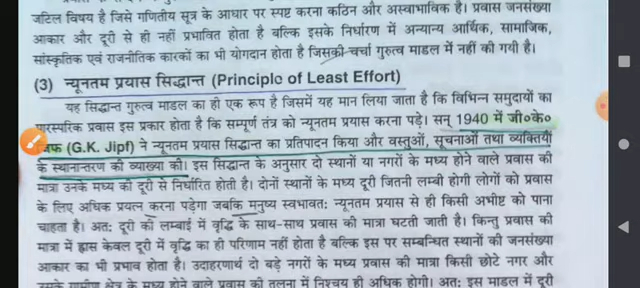 जटिल विषय है जिसे गणितीय सूत्र के आधार पर स्पष्ट करना कठिन और अस्वाभाविक है। प्रवास जनसंख्या
आकार और दूरी से ही नहीं प्रभावित होता है बल्कि इसके निर्धारण में अन्यान्य आर्थिक, सामाजिक,
सांस्कृतिक एवं राजनीतिक कारकों का भी योगदान होता है जिसकी चर्चा गुरुत्व माडल में नहीं की गयी है।
(3) न्यूनतम प्रयास सिद्धान्त (Principle of Least Effort)
यह सिद्धान्त गुरुत्व माडल का ही एक रूप है जिसमें यह मान लिया जाता है कि विभिन्न समुदायों का
पारस्परिक प्रवास इस प्रकार होता है कि सम्पूर्ण तंत्र को न्यूनतम प्रयास करना पड़े। सन् 1940 में जी०के०
(G.K. Jipf) ने न्यूनतम प्रयास सिद्धान्त का प्रतिपादन किया और वस्तुओं, सूचनाओं तथा व्यक्तियों
के स्थानान्तरण की व्याख्या की। इस सिद्धान्त के अनुसार दो स्थानों या नगरों के मध्य होने वाले प्रवास की
मात्रा उनके मध्य की दूरी से निर्धारित होती है। दोनों स्थानों के मध्य दूरी जितनी लम्बी होगी लोगों को प्रवास
के लिए अधिक प्रयत्न करना पड़ेगा जबकि मनुष्य स्वभावतः न्यूनतम प्रयास से ही किसी अभीष्ट को पाना
चाहता है। अतः दूरी की लम्बाई में वृद्धि के साथ-साथ प्रवास की मात्रा घटती जाती है। किन्तु प्रवास की
मात्रा में ह्रास केवल दूरी में वृद्धि का ही परिणाम नहीं होता है बल्कि इस पर सम्बन्धित स्थानों की जनसंख्या
आकार का भी प्रभाव होता है। उदाहरणार्थ दो बड़े नगरों के मध्य प्रवास की मात्रा किसी छोटे नगर और
उसके ग्रामीण क्षेत्र के मध्य होने वाले प्रवास की तुलना में निश्चय ही अधिक होगी। अतः इस माडल में दूरी